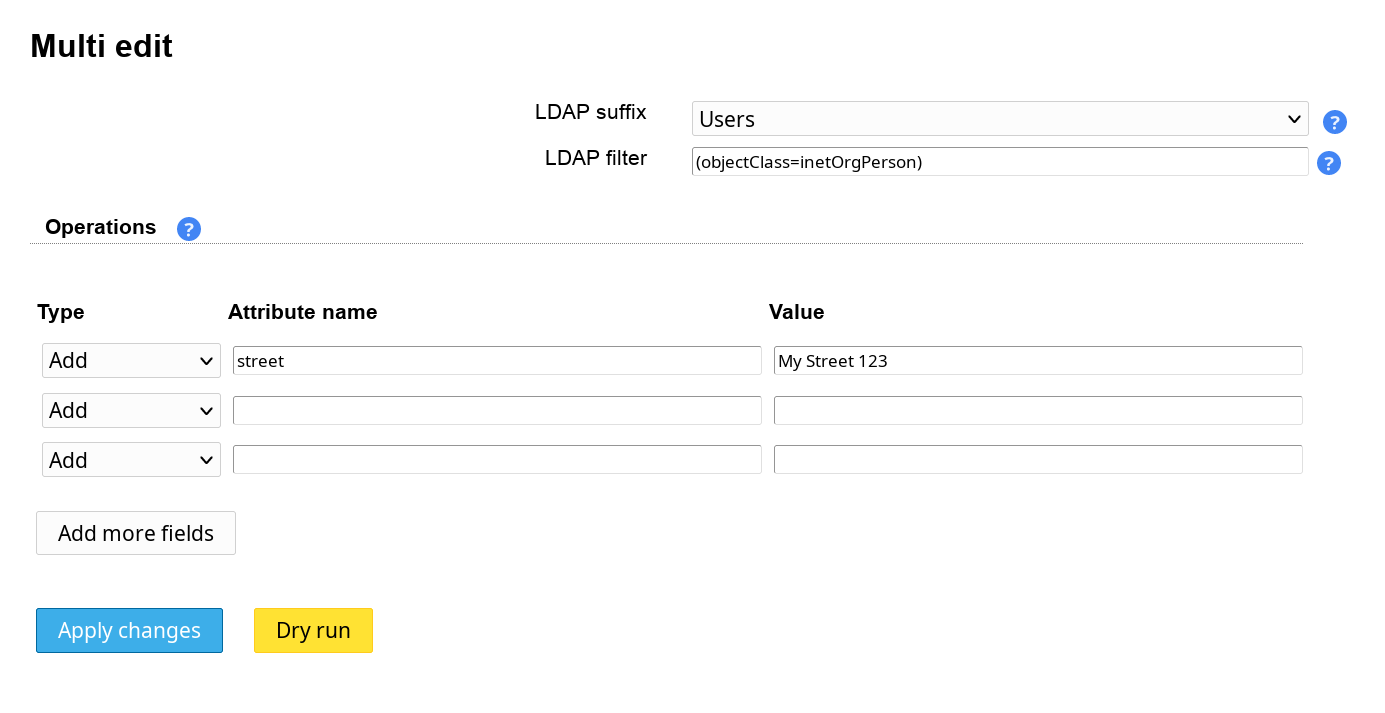 Multi edit
LDAP suffix Users ?
LDAP filter (objectClass=inetOrgPerson) ?
Operations ?
Type Attribute name Value
Add street My Street 123
Add
Add
Add more fields
Apply changes Dry run